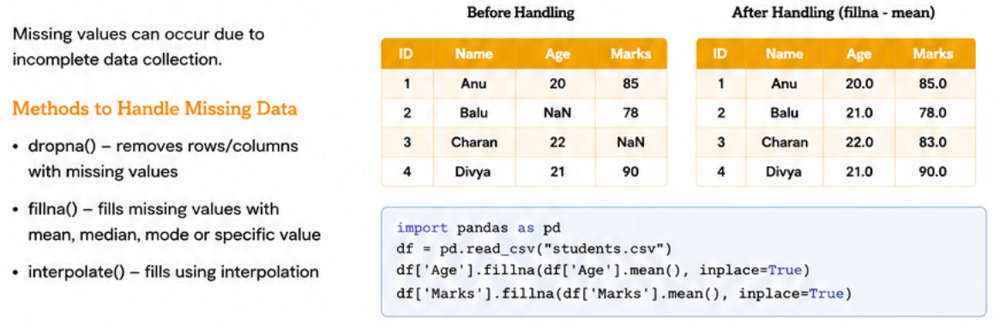 Missing values can occur due to
incomplete data collection.
Methods to Handle Missing Data
• dropna() – removes rows/columns
with missing values
• fillna() – fills missing values with
mean, median, mode or specific value
• interpolate() – fills using interpolation
Before Handling
ID Name Age Marks
1 Anu 20 85
2 Balu NaN 78
3 Charan 22 NaN
4 Divya 21 90
After Handling (fillna - mean)
ID Name Age Marks
1 Anu 20.0 85.0
2 Balu 21.0 78.0
3 Charan 22.0 83.0
4 Divya 21.0 90.0
import pandas as pd
df = pd.read_csv("students.csv")
df['Age'].fillna(df['Age'].mean(), inplace=True)
df['Marks'].fillna(df['Marks'].mean(), inplace=True)